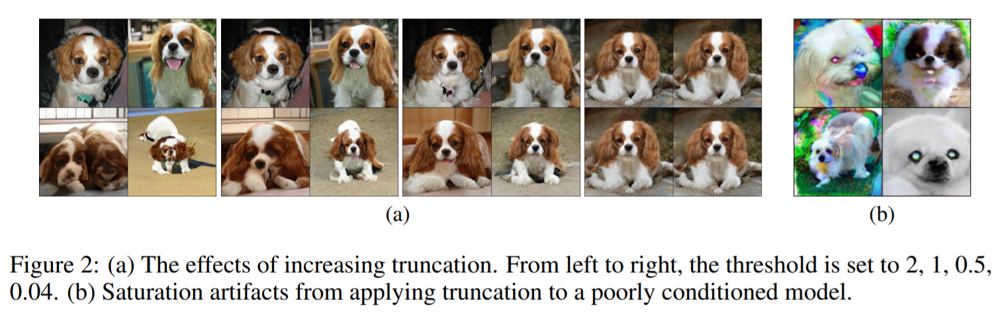 (a)
(b)
Figure 2: (a) The effects of increasing truncation. From left to right, the threshold is set to 2, 1, 0.5,
0.04. (b) Saturation artifacts from applying truncation to a poorly conditioned model.